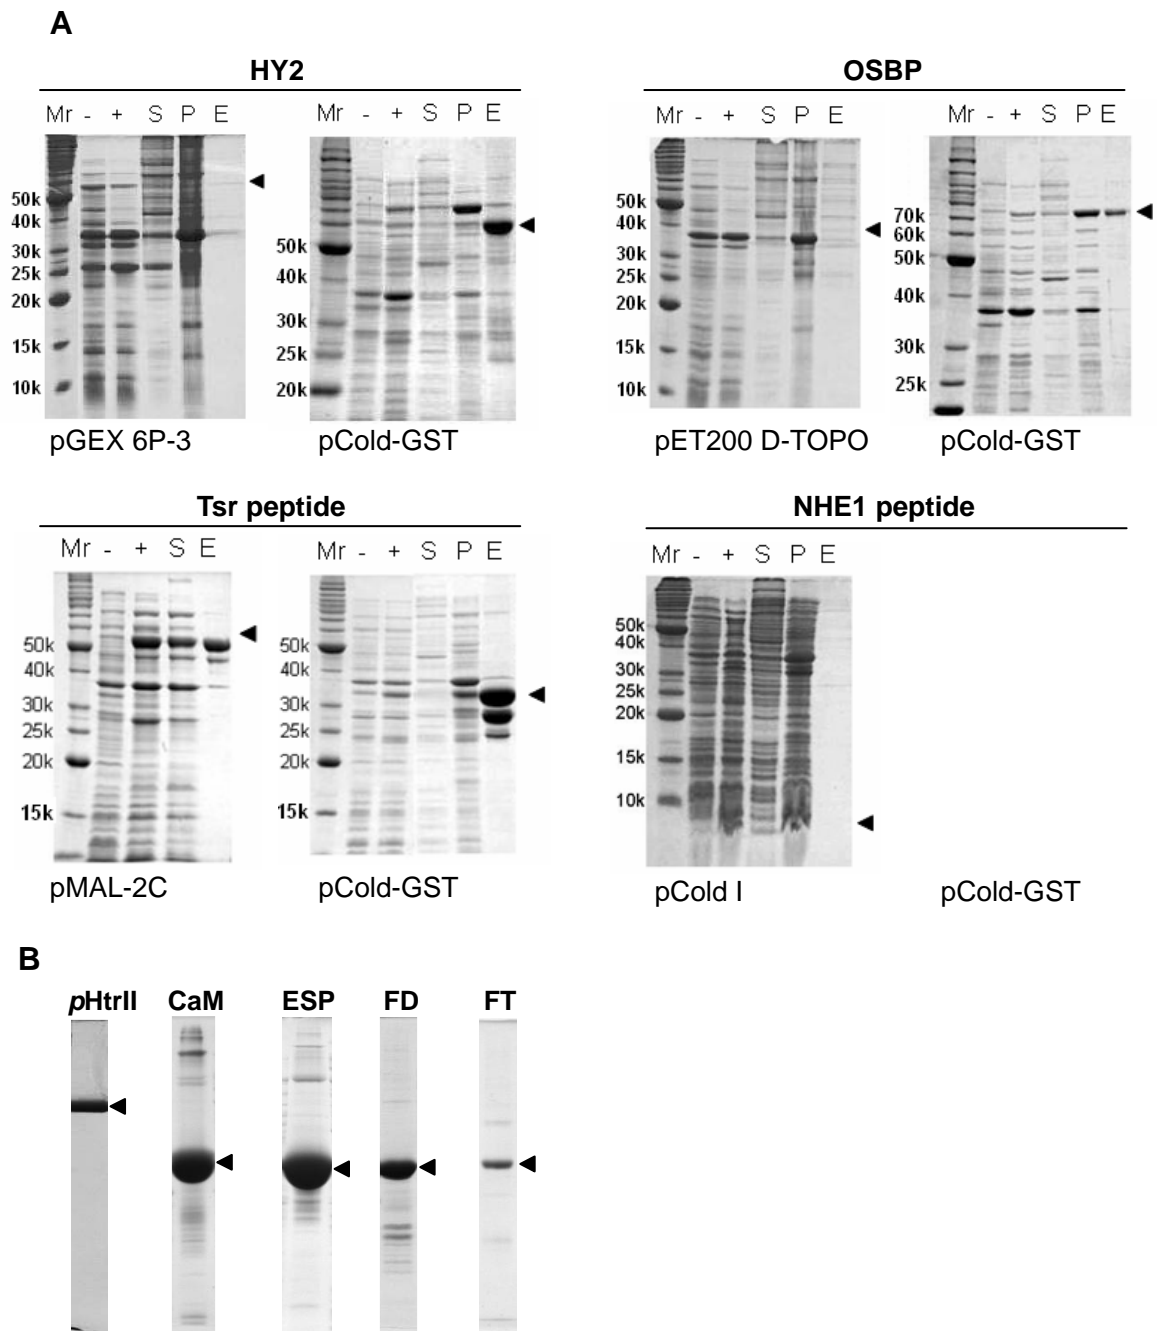 A
HY2
OSBP
Mr - + S P E
Mr - + S P E
Mr - + S P E
Mr - + S P E
50k
40k
30k
25k
20k
15k
10k
50k
40k
30k
25k
20k
50k
40k
30k
25k
20k
15k
10k
70k
60k
50k
40k
30k
25k
pGEX 6P-3
pCold-GST
pET200 D-TOPO
pCold-GST
Tsr peptide
NHE1 peptide
Mr - + S E
Mr - + S P E
Mr - + S P E
50k
40k
30k
25k
20k
15k
50k
40k
30k
25k
20k
15k
50k
40k
30k
25k
20k
15k
10k
pMAL-2C
pCold-GST
pCold I
pCold-GST
B
pHtrII CaM ESP FD FT